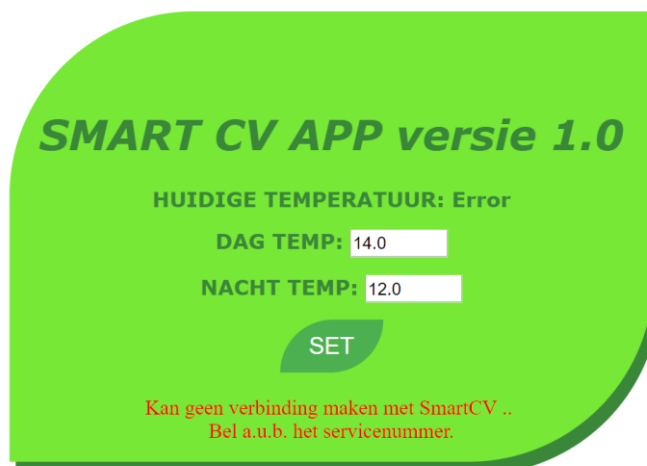 SMART CV APP versie 1.0
HUIDIGE TEMPERATUUR: Error
DAG TEMP: 14.0
NACHT TEMP: 12.0
SET
Kan geen verbinding maken met SmartCV ..
Bel a.u.b. het servicenummer.